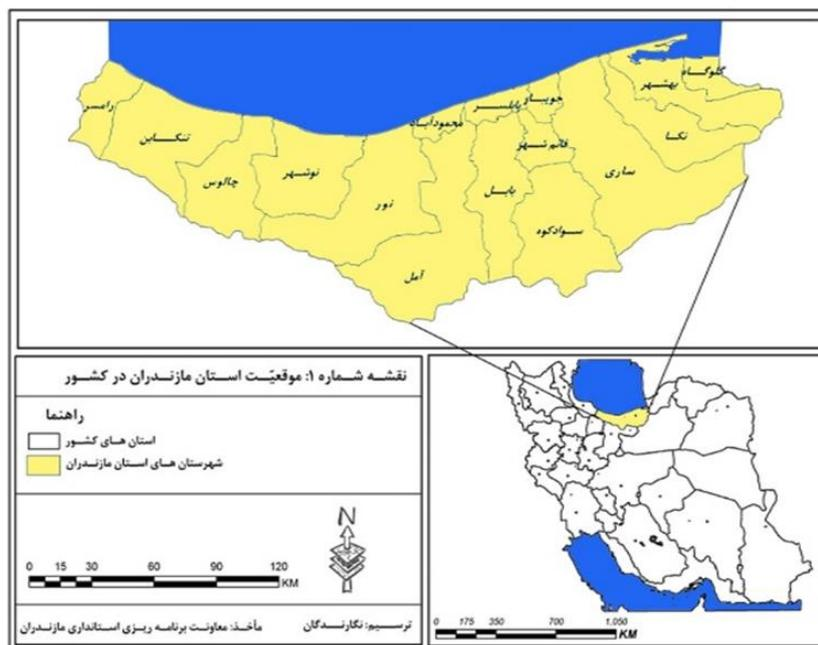 گلوگاه
بهشهر
رامسر
جویبار
بابلسر
محمودآباد
نکا
تنکابن
قائم شهر
نوشهر
ساری
چالوس
بابل
نور
سوادکوه
آمل
نقشه شماره ۱: موقعیّت استان مازندران در کشور
راهنما
استان های کشور
شهرستان های استان مازندران
N
0 15 30 60 90 120
KM
ترسیم: نگارندگان
مأخذ: معاونت برنامه ریزی استانداری مازندران
0 175 350 700 1,050
KM